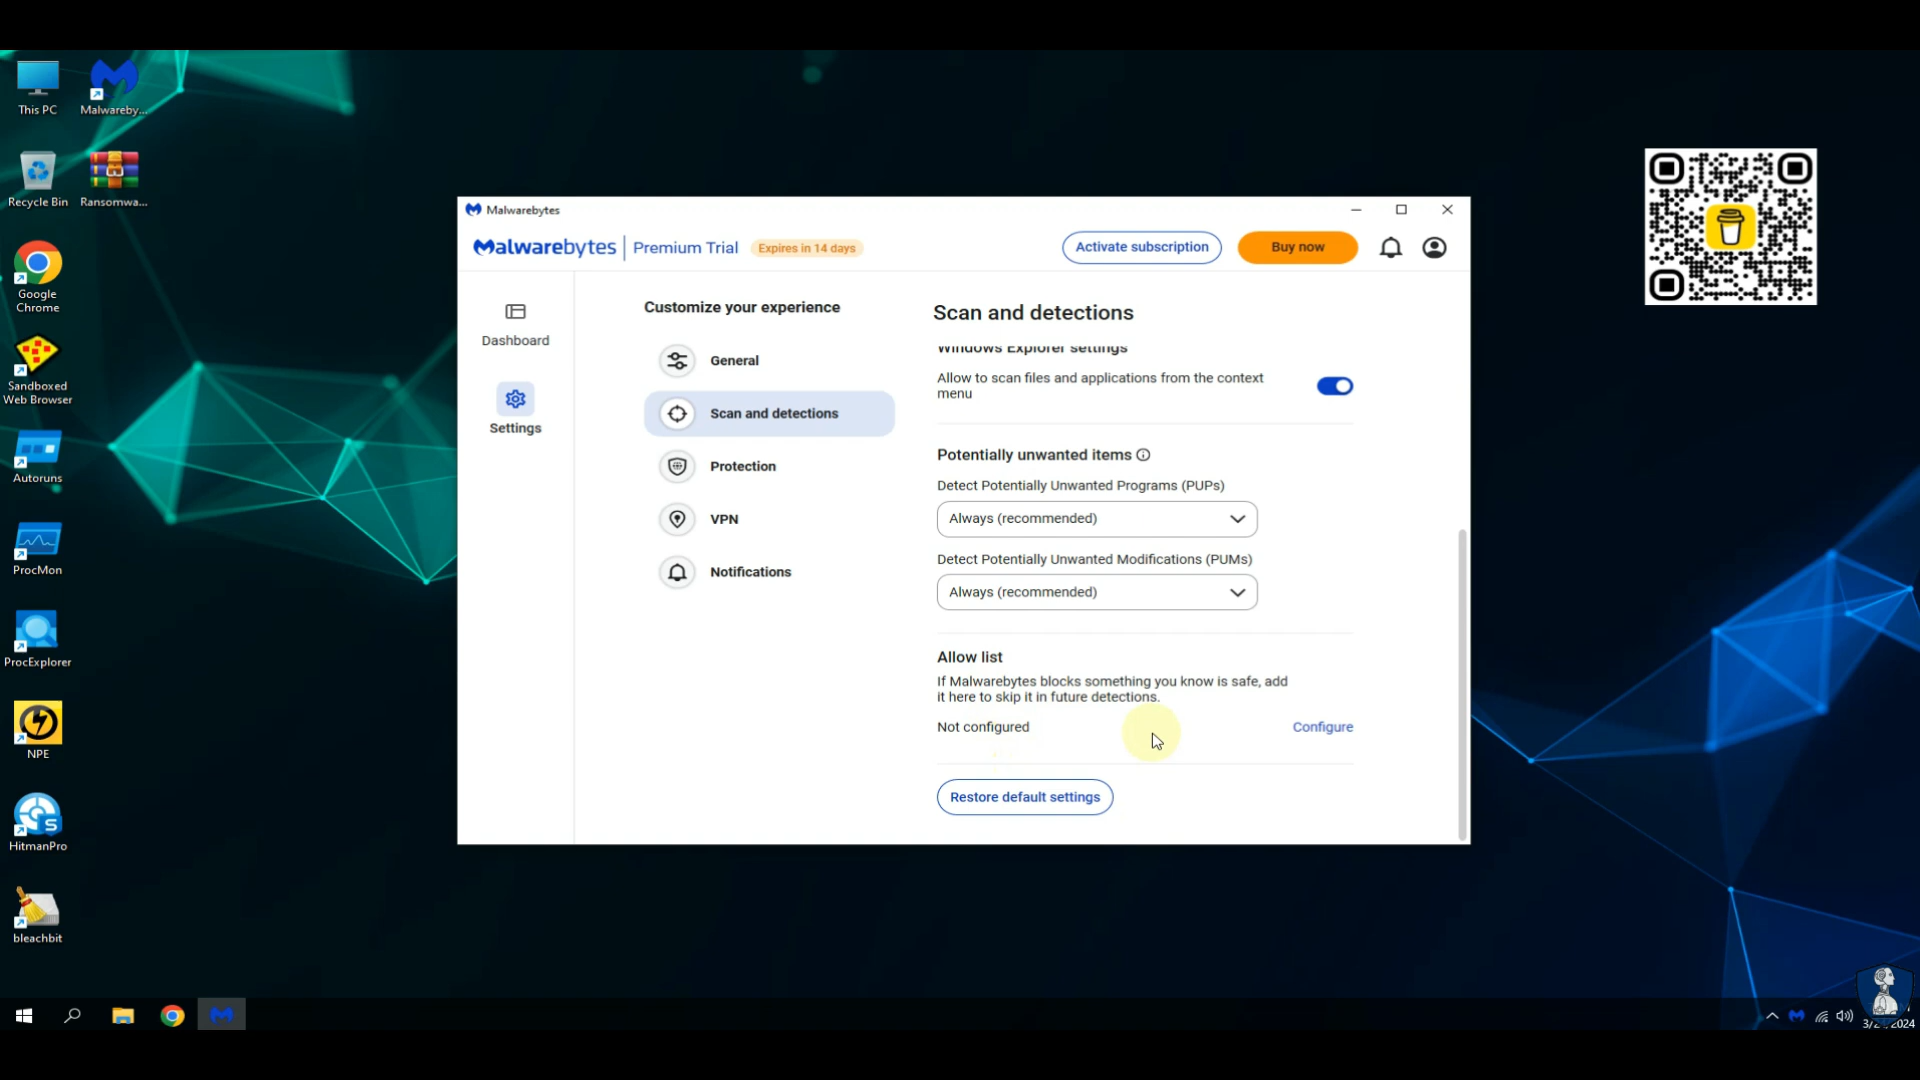 This PC
Malwareby...
Recycle Bin
Ransomwa...
Google
Chrome
Sandboxed
Web Browser
Autoruns
ProcMon
ProcExplorer
NPE
HitmanPro
bleachbit
Malwarebytes
Malwarebytes Premium Trial Expires in 14 days
Activate subscription
Buy now
Dashboard
Settings
Customize your experience
General
Scan and detections
Protection
VPN
Notifications
Scan and detections
Windows Explorer settings
Allow to scan files and applications from the context
menu
Potentially unwanted items
Detect Potentially Unwanted Programs (PUPs)
Always (recommended)
Detect Potentially Unwanted Modifications (PUMs)
Always (recommended)
Allow list
If Malwarebytes blocks something you know is safe, add
it here to skip it in future detections.
Not configured
Configure
Restore default settings